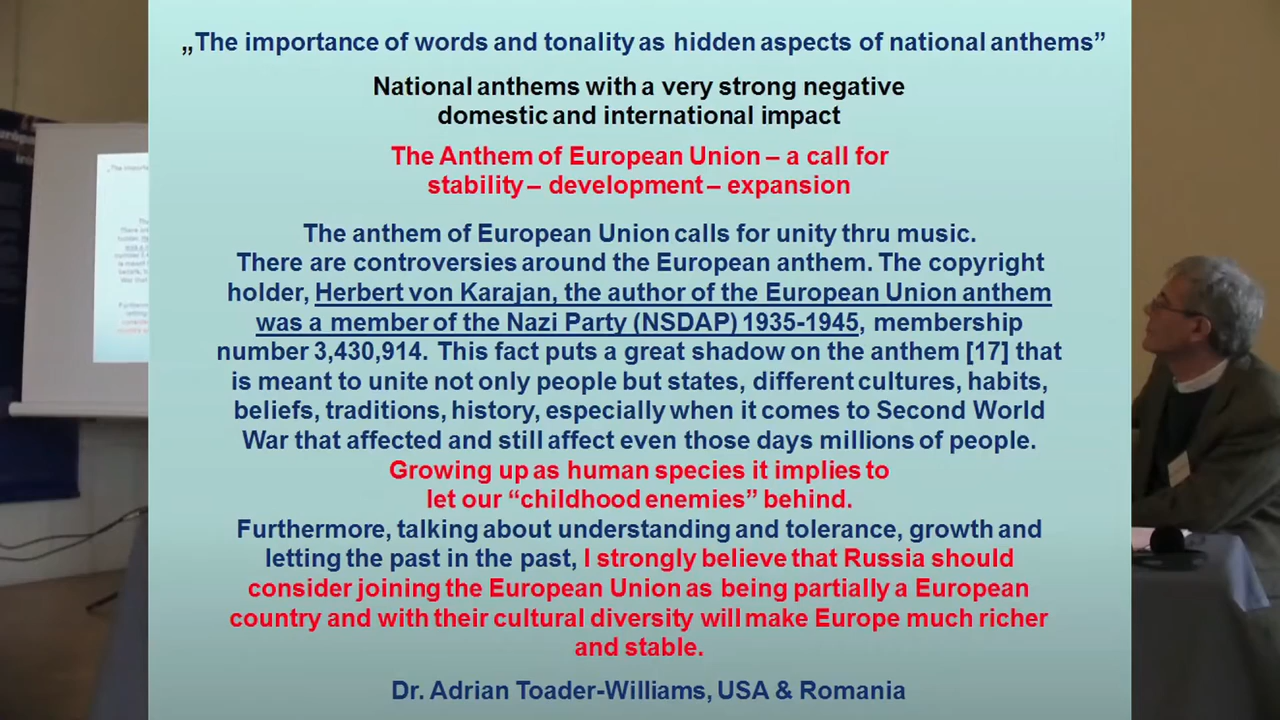 „The importance of words and tonality as hidden aspects of national anthems”
National anthems with a very strong negative
domestic and international impact
The Anthem of European Union – a call for
stability – development – expansion
The anthem of European Union calls for unity thru music.
There are controversies around the European anthem. The copyright
holder, Herbert von Karajan, the author of the European Union anthem
was a member of the Nazi Party (NSDAP) 1935-1945, membership
number 3,430,914. This fact puts a great shadow on the anthem [17] that
is meant to unite not only people but states, different cultures, habits,
beliefs, traditions, history, especially when it comes to Second World
War that affected and still affect even those days millions of people.
Growing up as human species it implies to
let our “childhood enemies” behind.
Furthermore, talking about understanding and tolerance, growth and
letting the past in the past, I strongly believe that Russia should
consider joining the European Union as being partially a European
country and with their cultural diversity will make Europe much richer
and stable.
Dr. Adrian Toader-Williams, USA & Romania